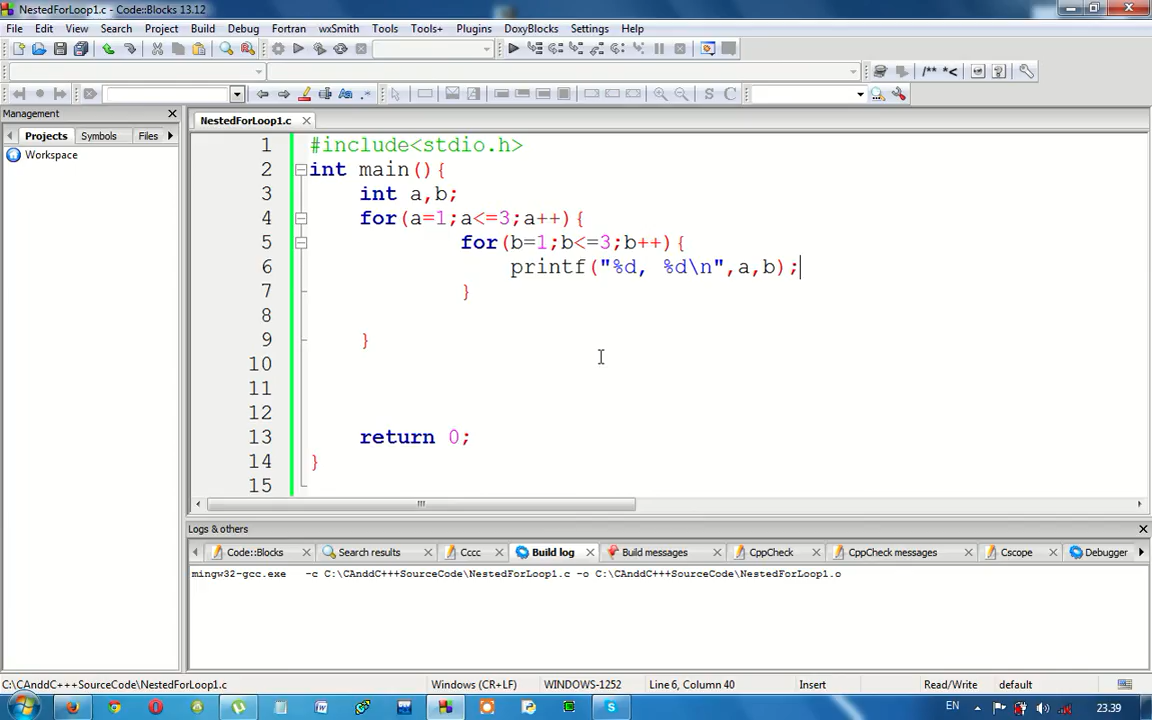 NestedForLoop1.c - Code::Blocks 13.12
File Edit View Search Project Build Debug Fortran wxSmith Tools Tools+ Plugins DoxyBlocks Settings Help
/** *<
Aa .*
S C
Management
NestedForLoop1.c
Projects Symbols Files
Workspace
1 #include<stdio.h>
2 int main(){
3 int a,b;
4 for(a=1;a<=3;a++){
5 for(b=1;b<=3;b++){
6 printf("%d, %d\n",a,b);
7 }
8
9 }
10
11
12
13 return 0;
14 }
15
Logs & others
Code::Blocks Search results Cccc Build log Build messages CppCheck CppCheck messages Cscope Debugger
mingw32-gcc.exe -c C:\CAnddC+++SourceCode\NestedForLoop1.c -o C:\CAnddC+++SourceCode\NestedForLoop1.o
C:\CAnddC+++SourceCode\NestedForLoop1.c Windows (CR+LF) WINDOWS-1252 Line 6, Column 40 Insert Read/Write default
EN 23.39